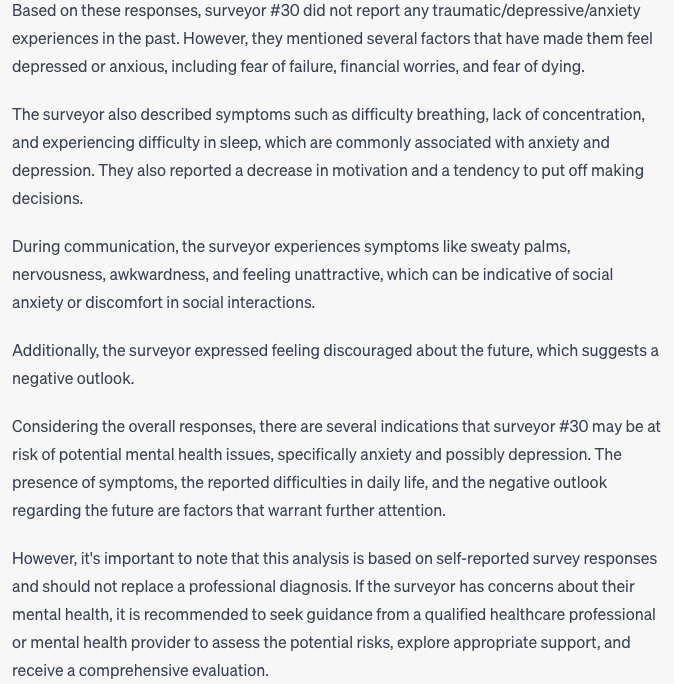 Based on these responses, surveyor #30 did not report any traumatic/depressive/anxiety
experiences in the past. However, they mentioned several factors that have made them feel
depressed or anxious, including fear of failure, financial worries, and fear of dying.
The surveyor also described symptoms such as difficulty breathing, lack of concentration,
and experiencing difficulty in sleep, which are commonly associated with anxiety and
depression. They also reported a decrease in motivation and a tendency to put off making
decisions.
During communication, the surveyor experiences symptoms like sweaty palms,
nervousness, awkwardness, and feeling unattractive, which can be indicative of social
anxiety or discomfort in social interactions.
Additionally, the surveyor expressed feeling discouraged about the future, which suggests a
negative outlook.
Considering the overall responses, there are several indications that surveyor #30 may be at
risk of potential mental health issues, specifically anxiety and possibly depression. The
presence of symptoms, the reported difficulties in daily life, and the negative outlook
regarding the future are factors that warrant further attention.
However, it's important to note that this analysis is based on self-reported survey responses
and should not replace a professional diagnosis. If the surveyor has concerns about their
mental health, it is recommended to seek guidance from a qualified healthcare professional
or mental health provider to assess the potential risks, explore appropriate support, and
receive a comprehensive evaluation.